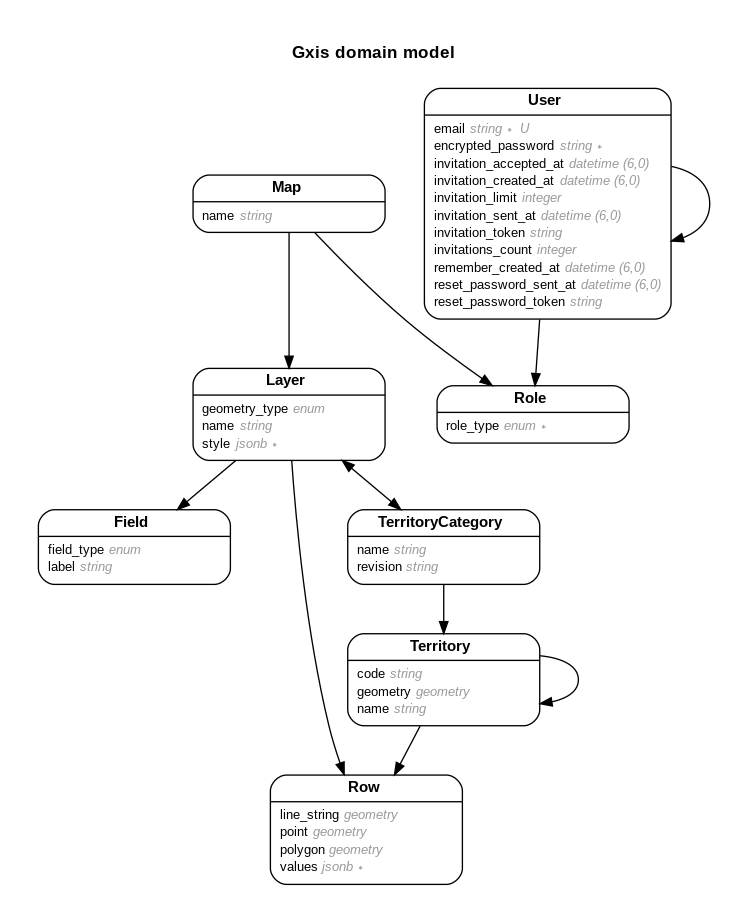 Gxis domain model
User
email string ∗ U
encrypted_password string ∗
invitation_accepted_at datetime (6,0)
invitation_created_at datetime (6,0)
invitation_limit integer
invitation_sent_at datetime (6,0)
invitation_token string
invitations_count integer
remember_created_at datetime (6,0)
reset_password_sent_at datetime (6,0)
reset_password_token string
Map
name string
Layer
geometry_type enum
name string
style jsonb ∗
Role
role_type enum ∗
Field
field_type enum
label string
TerritoryCategory
name string
revision string
Territory
code string
geometry geometry
name string
Row
line_string geometry
point geometry
polygon geometry
values jsonb ∗